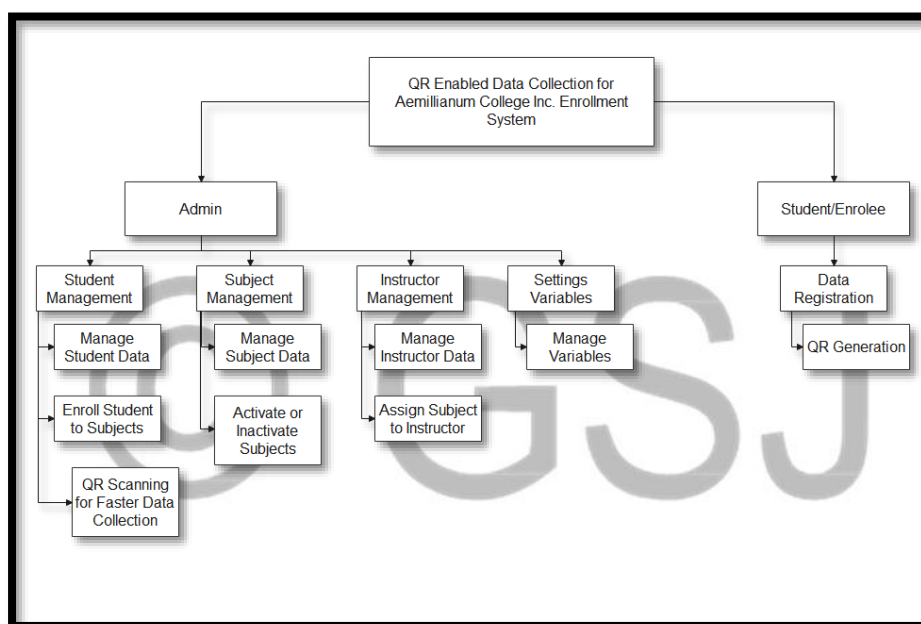 QR Enabled Data Collection for
Aemillianum College Inc. Enrollment
System
Admin
Student/Enrolee
Student
Management
Subject
Management
Instructor
Management
Settings
Variables
Data
Registration
Manage
Student Data
Manage
Subject Data
Manage
Instructor Data
Manage
Variables
QR Generation
Enroll Student
to Subjects
Activate or
Inactivate
Subjects
Assign Subject
to Instructor
QR Scanning
for Faster Data
Collection
© GSJ